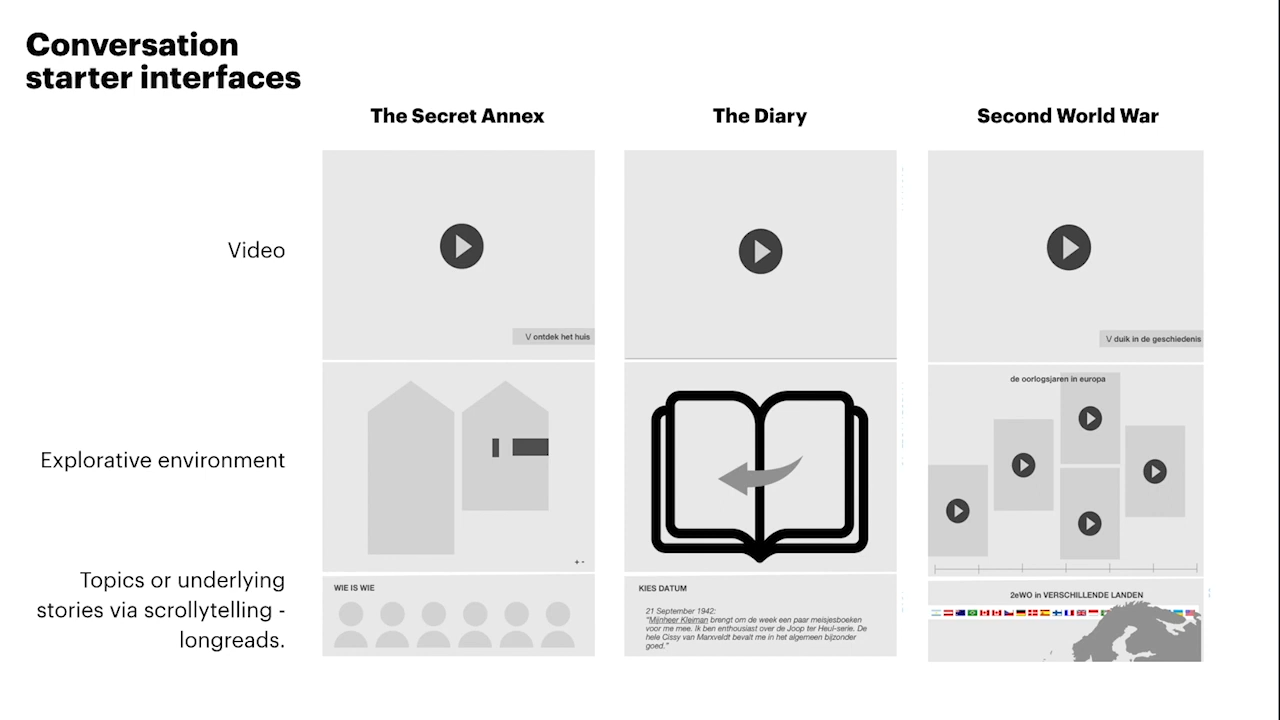 Conversation
starter interfaces
The Secret Annex
The Diary
Second World War
Video
V ontdek het huis
V duik in de geschiedenis
Explorative environment
+ -
de oorlogsjaren in europa
Topics or underlying
stories via scrollytelling -
longreads.
WIE IS WIE
KIES DATUM
21 September 1942:
"Mijnheer Kleiman brengt om de week een paar meisjesboeken
voor me mee. Ik ben enthousiast over de Joop ter Heul-serie. De
hele Cissy van Marxveldt bevalt me in het algemeen bijzonder
goed."
2eWO in VERSCHILLENDE LANDEN